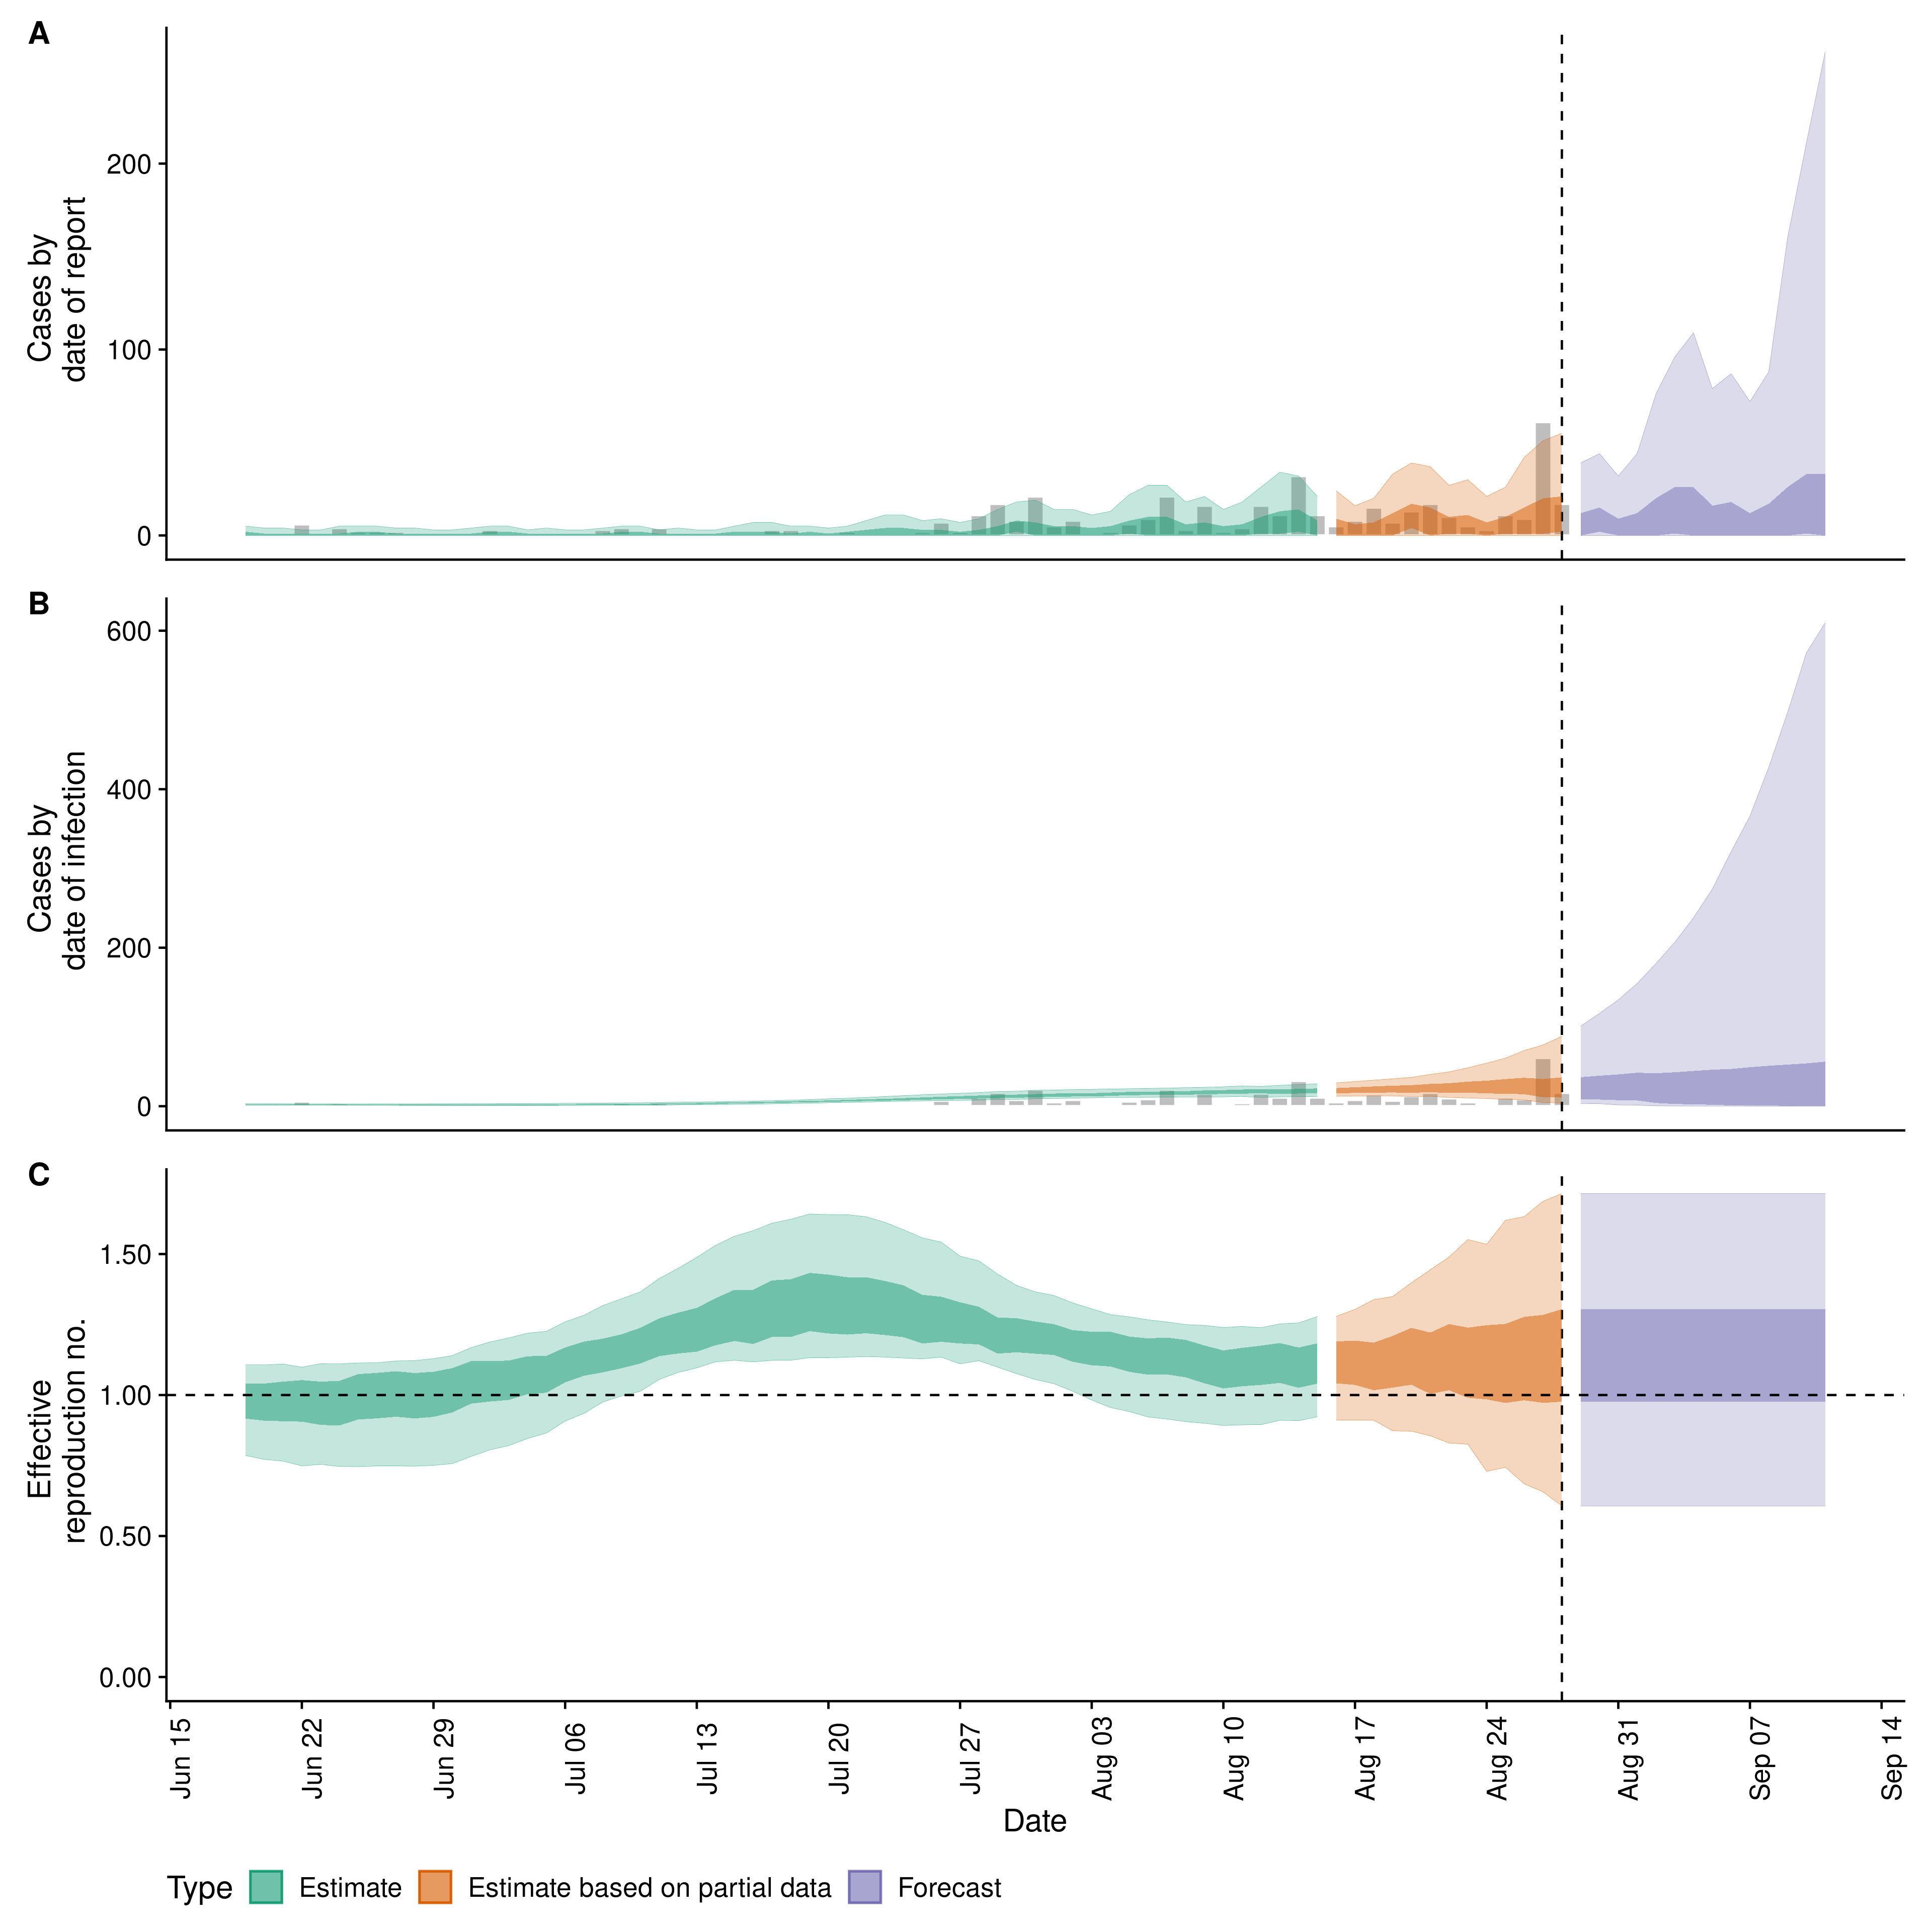 A
Cases by
date of report
200
100
0
B
Cases by
date of infection
600
400
200
0
C
Effective
reproduction no.
1.50
1.00
0.50
0.00
Jun 15
Jun 22
Jun 29
Jul 06
Jul 13
Jul 20
Jul 27
Aug 03
Aug 10
Aug 17
Aug 24
Aug 31
Sep 07
Sep 14
Date
Type Estimate Estimate based on partial data Forecast